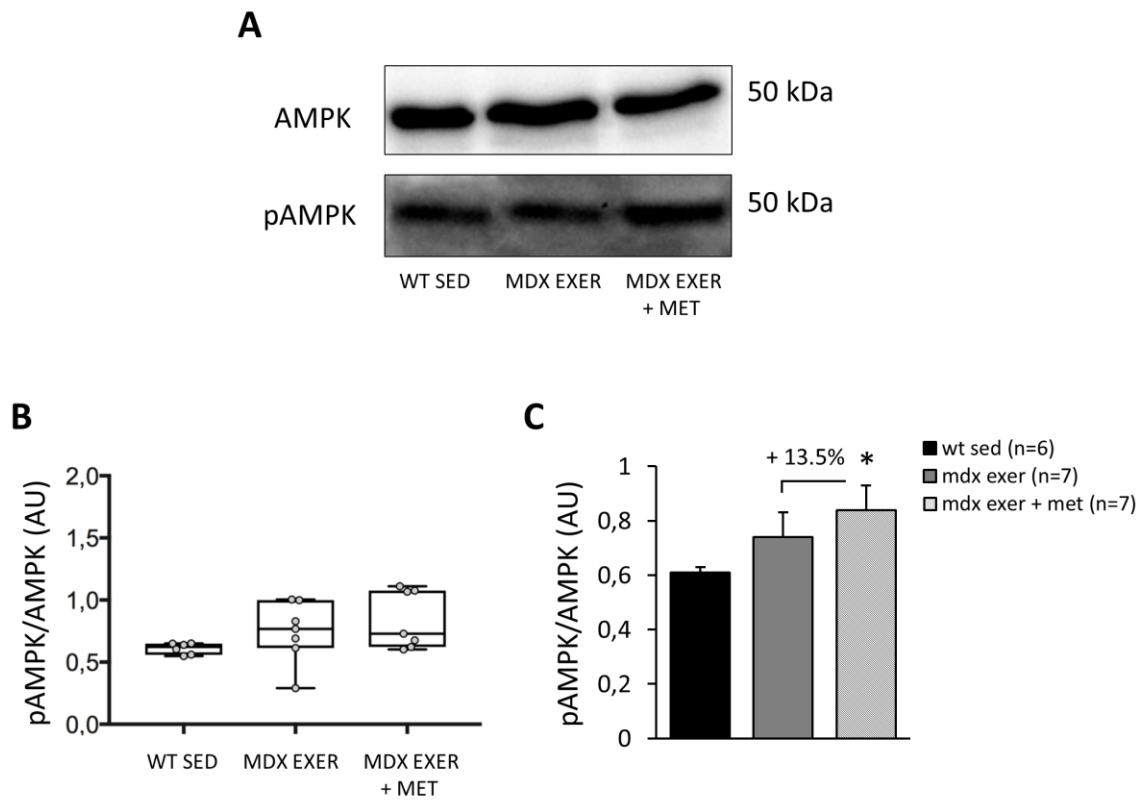 A
AMPK
50 kDa
pAMPK
50 kDa
WT SED
MDX EXER
MDX EXER
+ MET
B
pAMPK/AMPK (AU)
2,0
1,5
1,0
0,5
0,0
WT SED
MDX EXER
MDX EXER
+ MET
C
pAMPK/AMPK (AU)
1
0,8
0,6
0,4
0,2
0
+ 13.5%
*
wt sed (n=6)
mdx exer (n=7)
mdx exer + met (n=7)